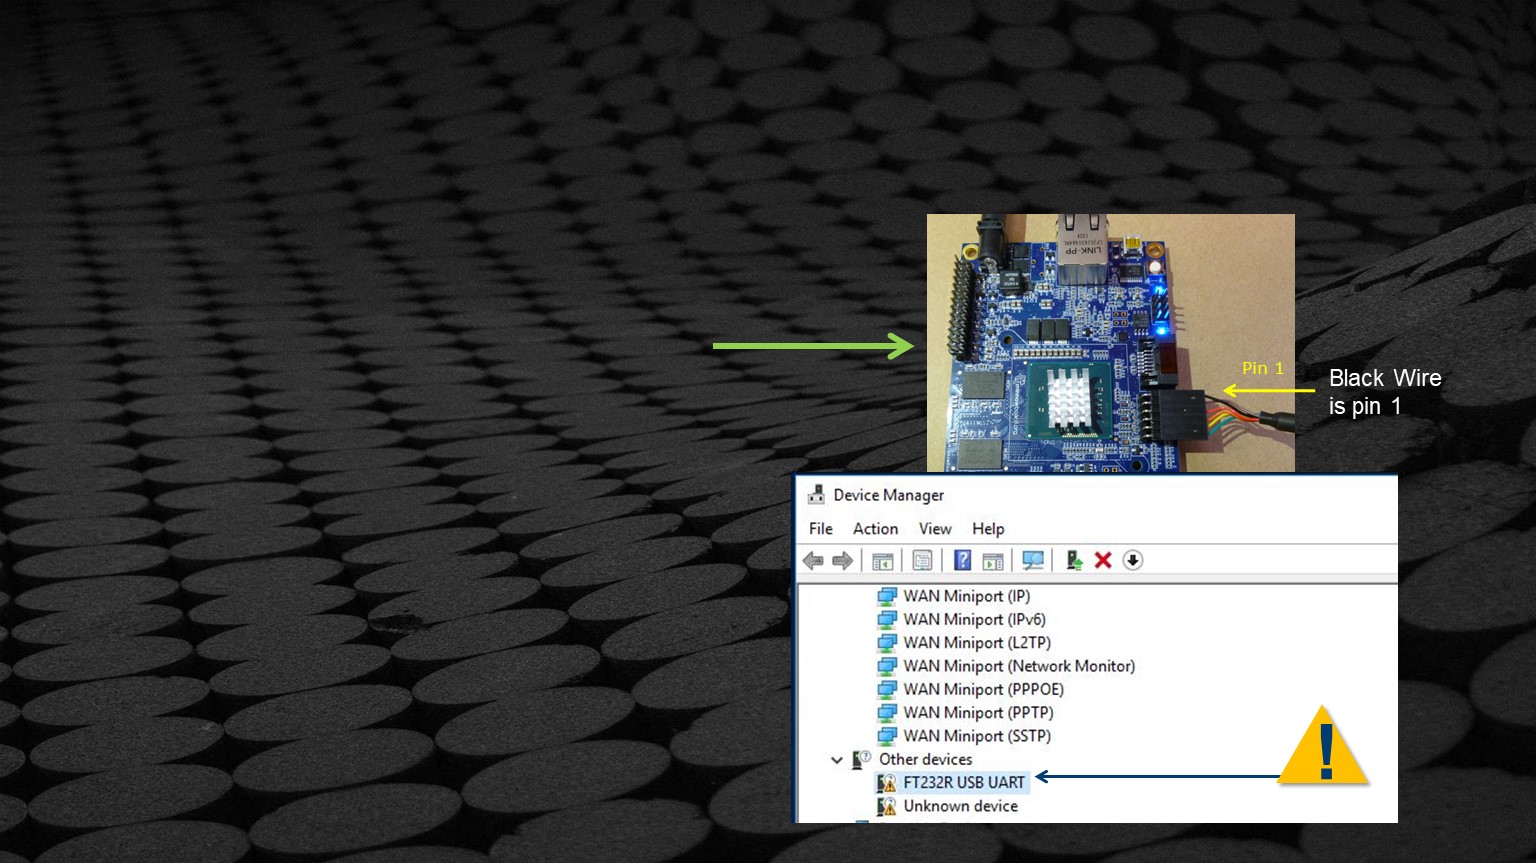 LINK-PP
Pin 1
Black Wire
is pin 1
Device Manager
File Action View Help
WAN Miniport (IP)
WAN Miniport (IPv6)
WAN Miniport (L2TP)
WAN Miniport (Network Monitor)
WAN Miniport (PPPOE)
WAN Miniport (PPTP)
WAN Miniport (SSTP)
Other devices
FT232R USB UART
Unknown device
!